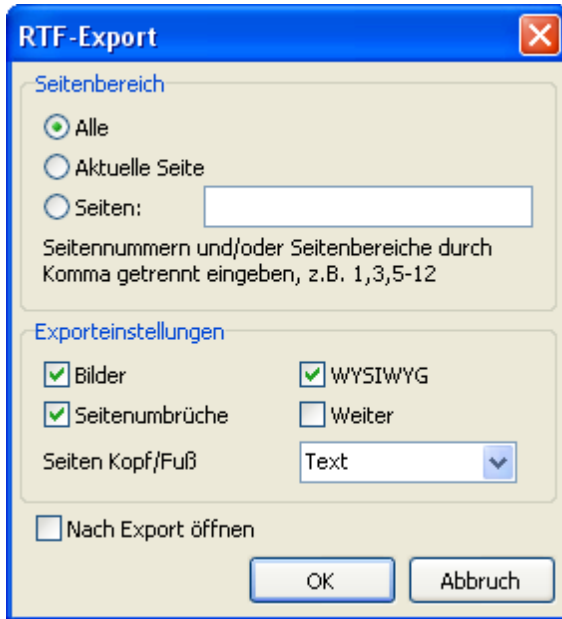 RTF-Export
Seitenbereich
Alle
Aktuelle Seite
Seiten:
Seitennummern und/oder Seitenbereiche durch
Komma getrennt eingeben, z.B. 1,3,5-12
Exporteinstellungen
Bilder WYSIWYG
Seitenumbrüche Weiter
Seiten Kopf/Fuß Text
Nach Export öffnen
OK Abbruch